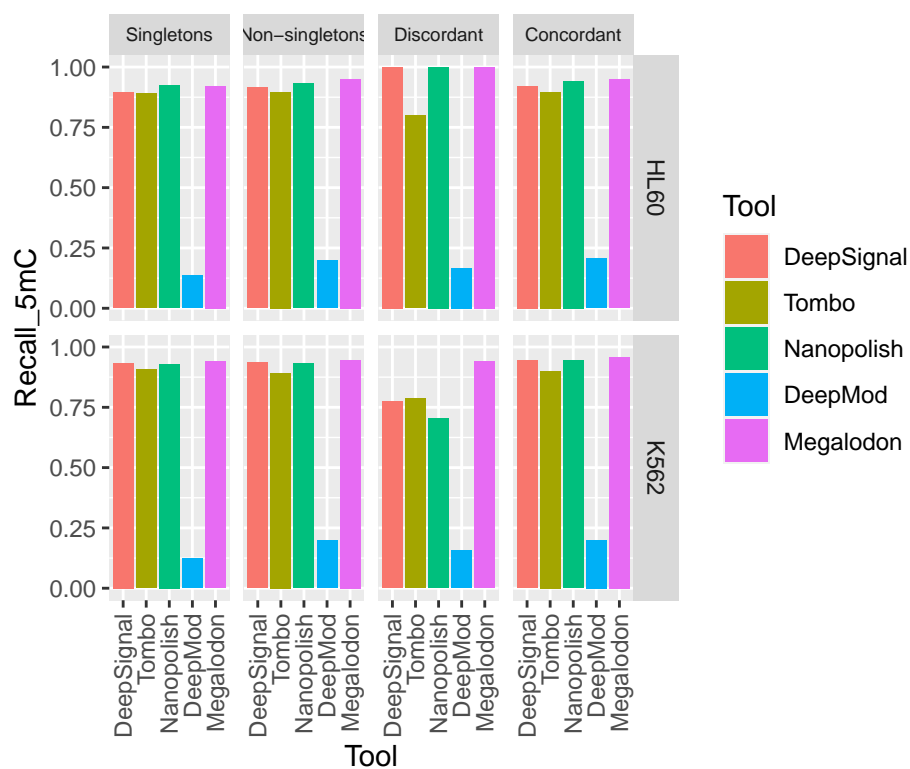 Singletons
Non−singletons
Discordant
Concordant
1.00
0.75
0.50
0.25
0.00
HL60
1.00
0.75
0.50
0.25
0.00
K562
Recall_5mC
DeepSignal
Tombo
Nanopolish
DeepMod
Megalodon
DeepSignal
Tombo
Nanopolish
DeepMod
Megalodon
DeepSignal
Tombo
Nanopolish
DeepMod
Megalodon
DeepSignal
Tombo
Nanopolish
DeepMod
Megalodon
Tool
Tool
DeepSignal
Tombo
Nanopolish
DeepMod
Megalodon